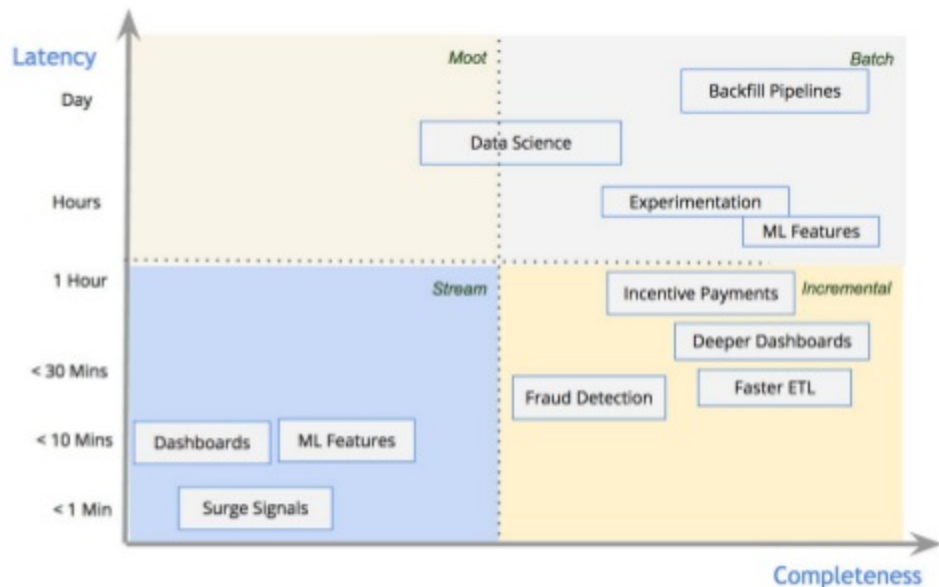 Latency
Moot
Batch
Day
Backfill Pipelines
Data Science
Hours
Experimentation
ML Features
1 Hour
Stream
Incentive Payments
Incremental
Deeper Dashboards
< 30 Mins
Fraud Detection
Faster ETL
< 10 Mins
Dashboards
ML Features
< 1 Min
Surge Signals
Completeness